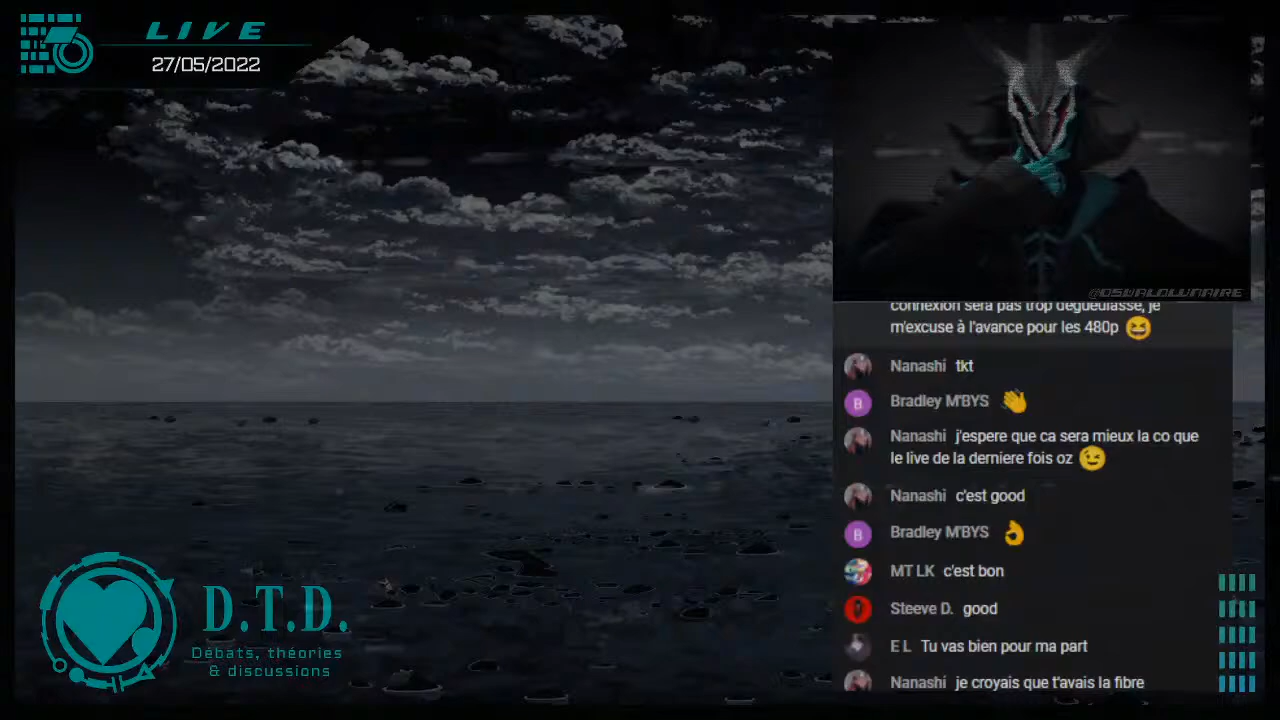 LIVE
27/05/2022
@OSWALDLUNAIRE
connexion sera pas trop dégueulasse, je
m'excuse à l'avance pour les 480p 😆
Nanashi tkt
Bradley M'BYS 👏
Nanashi j'espere que ca sera mieux la co que
le live de la derniere fois oz 😉
Nanashi c'est good
B Bradley M'BYS 👌
MT LK c'est bon
Steeve D. good
E L Tu vas bien pour ma part
Nanashi je croyais que t'avais la fibre
D.T.D.
Débats, théories
& discussions